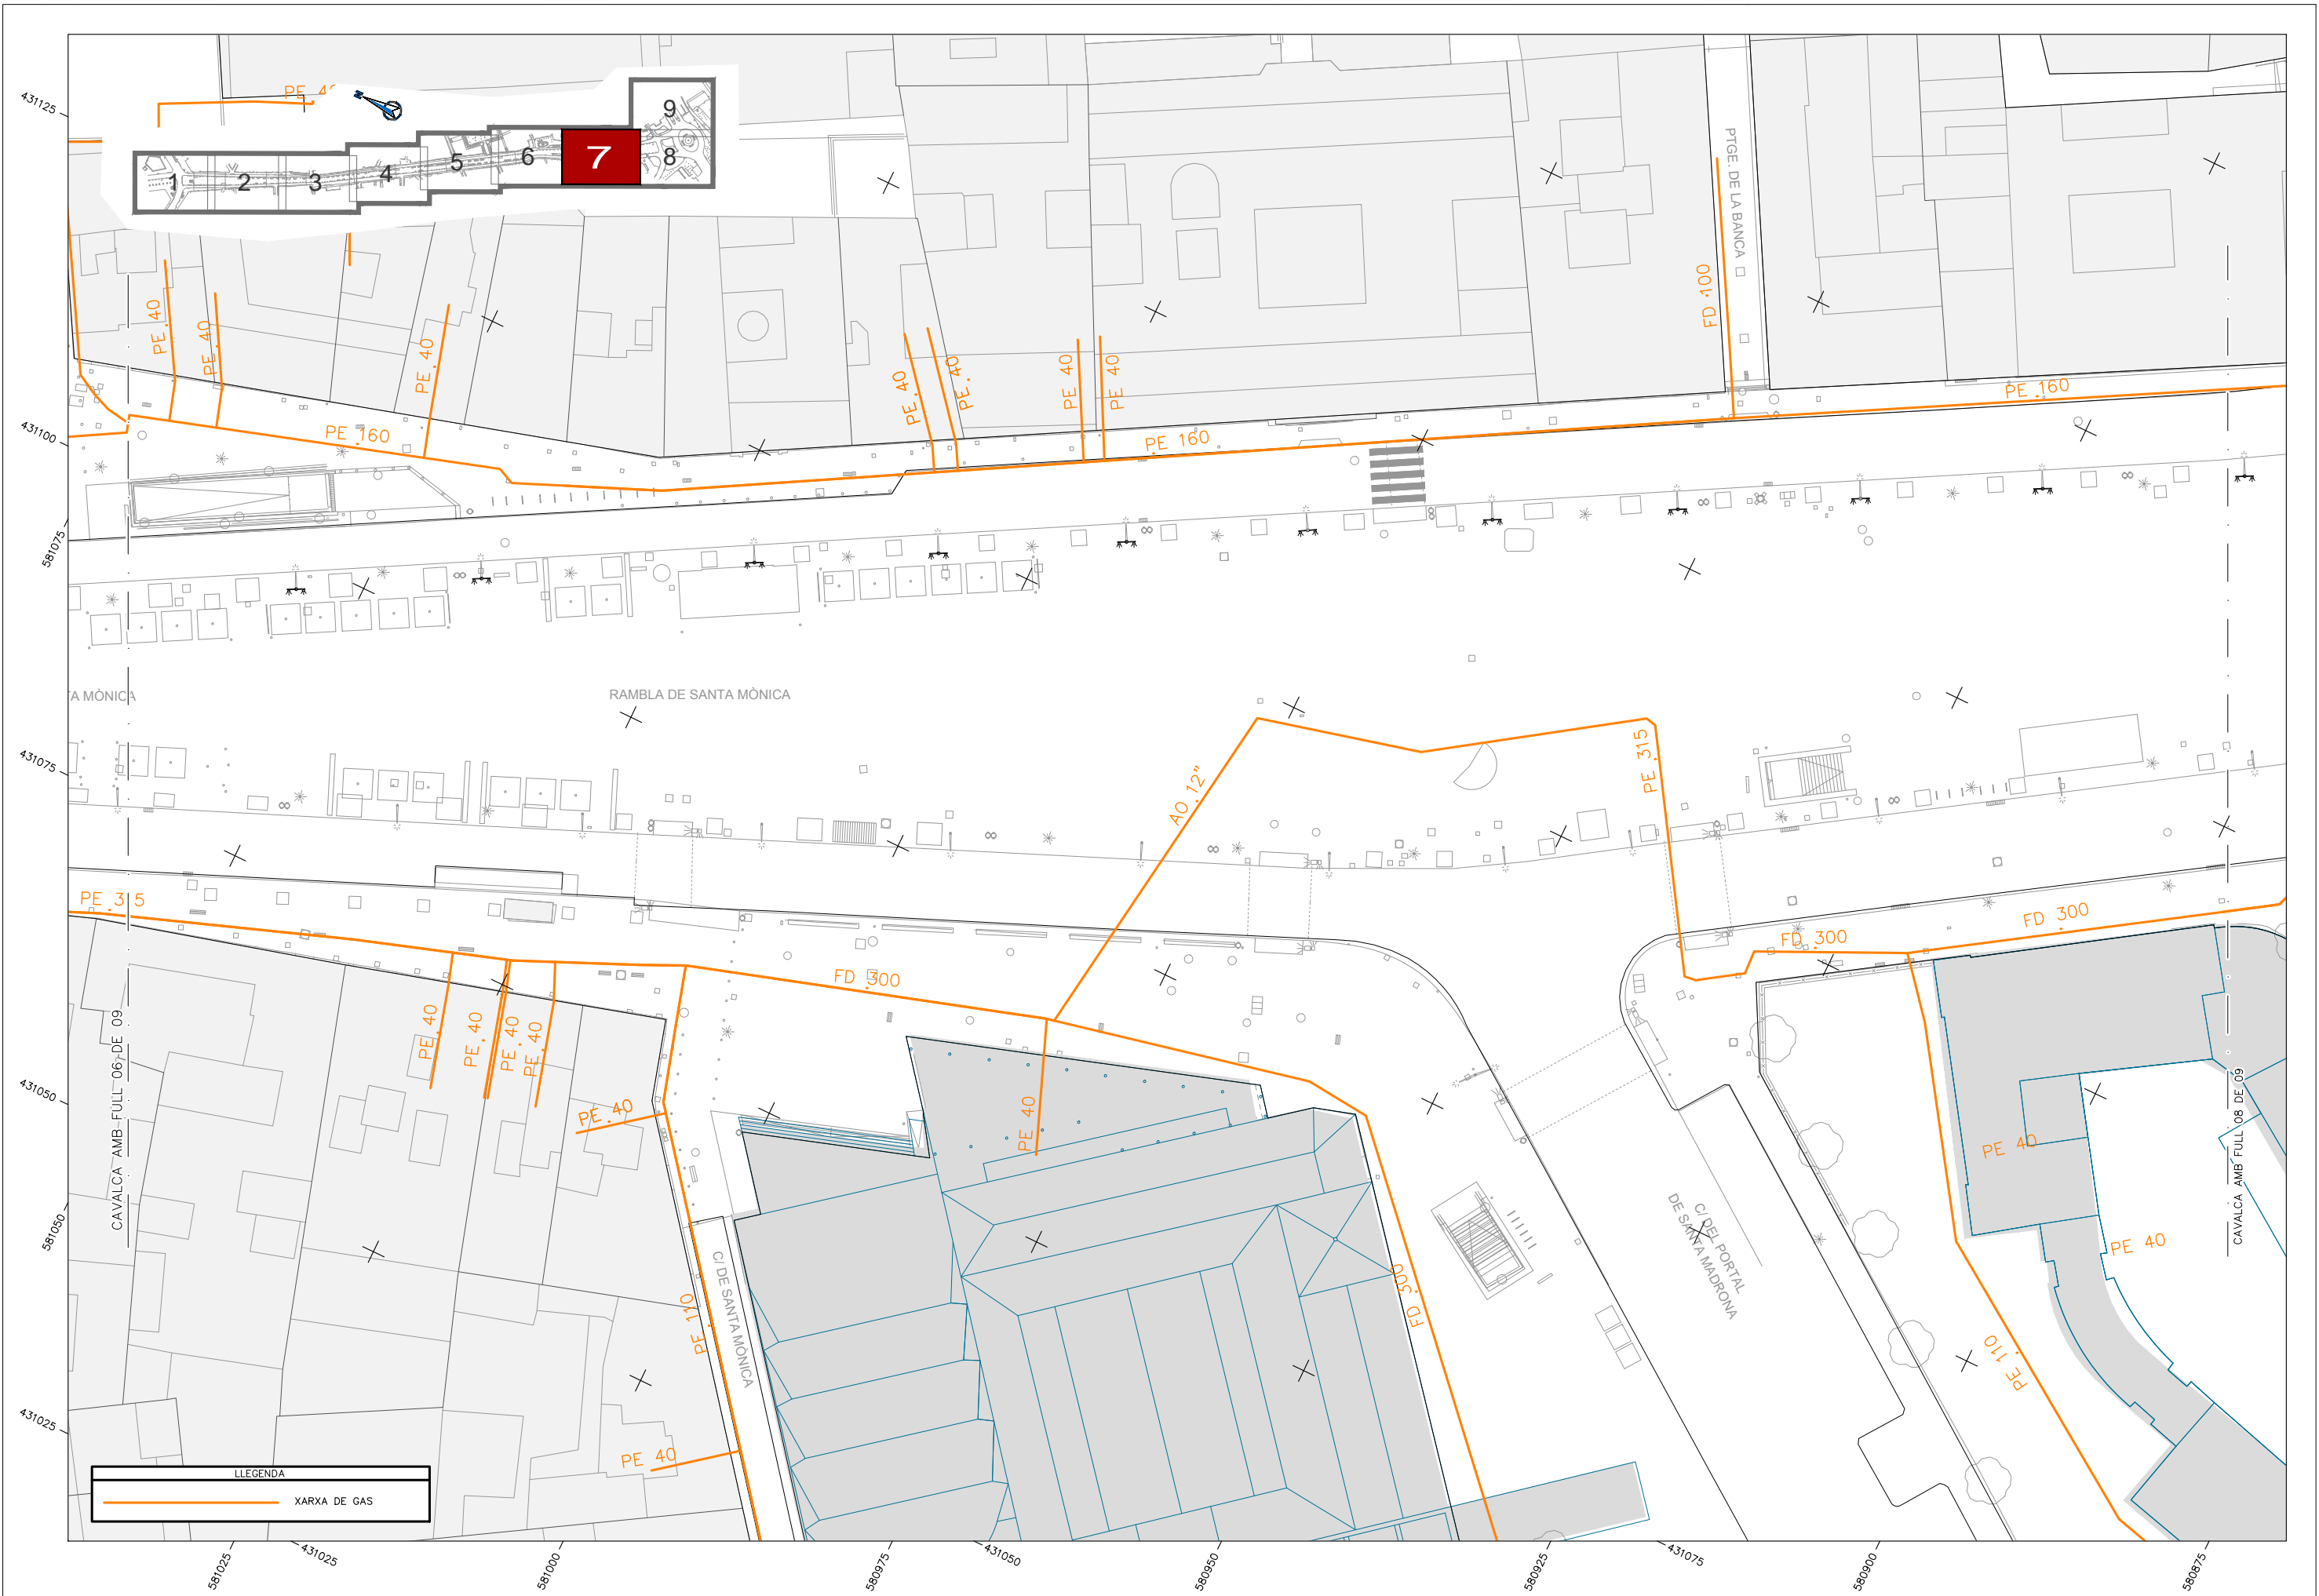 431125
PE. 40
N
1
2
3
4
5
6
7
8
9
PTGE. DE LA BANCA
FD 100
PE. 40
PE. 40
PE. 40
PE. 40
PE. 40
PE 40
PE 40
PE.160
PE.160
PE.160
431100
581075
TA MÒNICA
RAMBLA DE SANTA MÒNICA
431075
AO.12"
PE 315
PE.315
FD 300
FD 300
FD 300
PE. 40
PE. 40
PE. 40
PE. 40
PE. 40
PE 40
431050
CAVALCA AMB FULL 06 DE 09
CAVALCA AMB FULL 08 DE 09
PE 40
PE 40
C/ DEL PORTAL
DE SANTA MADRONA
581050
C/ DE SANTA MÒNICA
PE.110
FD 300
PE.110
431025
PE 40
LLEGENDA
XARXA DE GAS
581025
431025
581000
580975
431050
580950
580925
431075
580900
580875